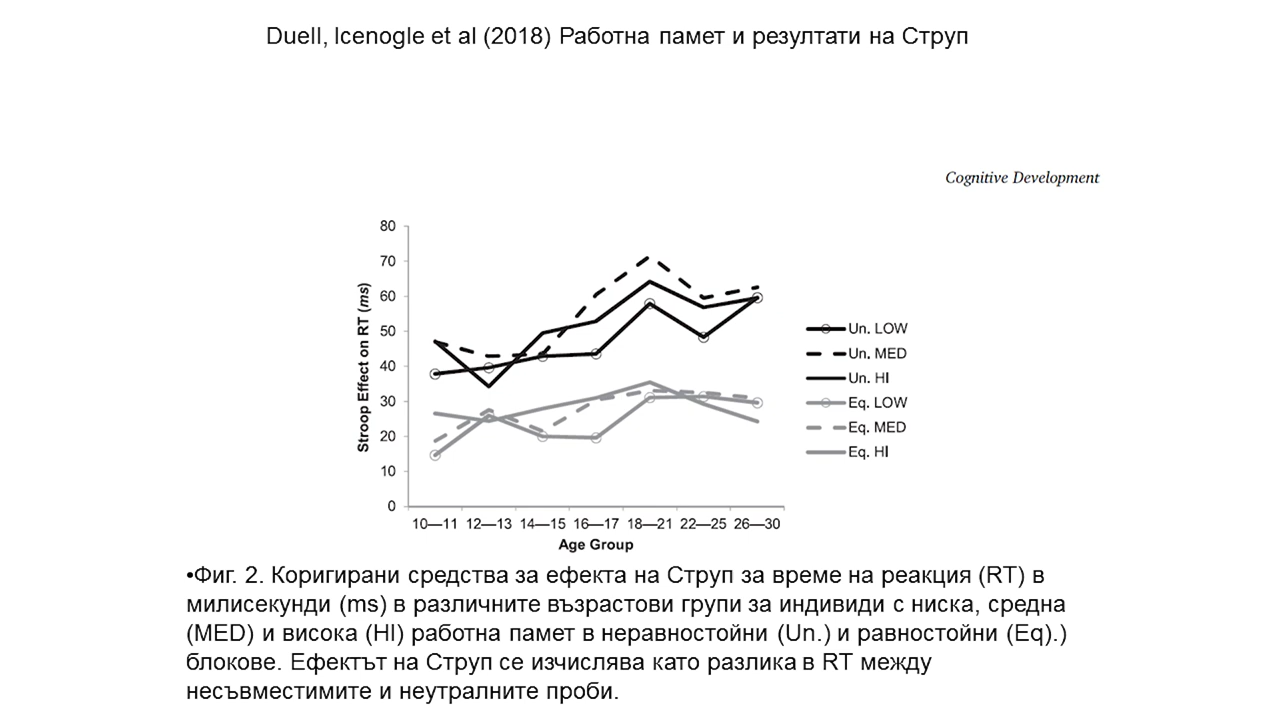 Duell, Icenogle et al (2018) Работна памет и резултати на Струп
Cognitive Development
80
70
60
50
40
30
20
10
0
Stroop Effect on RT (ms)
10—11 12—13 14—15 16—17 18—21 22—25 26—30
Age Group
Un. LOW
Un. MED
Un. HI
Eq. LOW
Eq. MED
Eq. HI
•Фиг. 2. Коригирани средства за ефекта на Струп за време на реакция (RT) в
милисекунди (ms) в различните възрастови групи за индивиди с ниска, средна
(MED) и висока (HI) работна памет в неравностойни (Un.) и равностойни (Eq).)
блокове. Ефектът на Струп се изчислява като разлика в RT между
несъвместимите и неутралните проби.